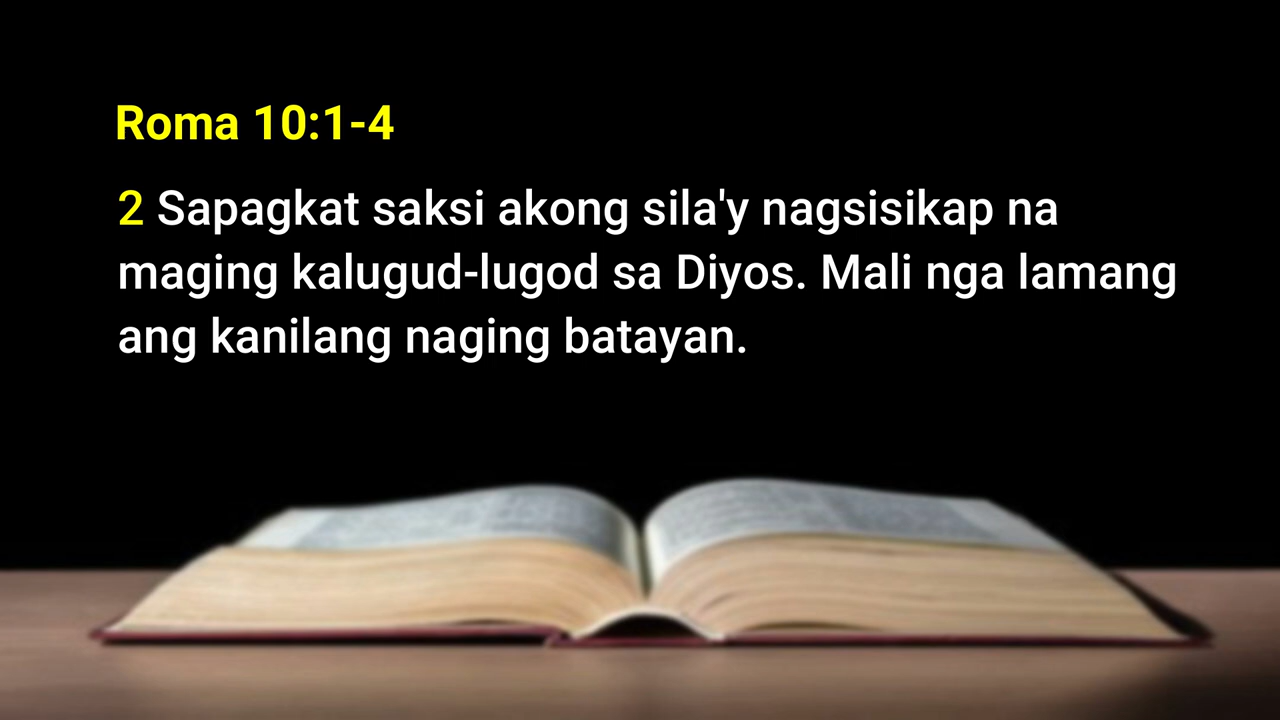 Roma 10:1-4
2 Sapagkat saksi akong sila'y nagsisikap na
maging kalugud-lugod sa Diyos. Mali nga lamang
ang kanilang naging batayan.